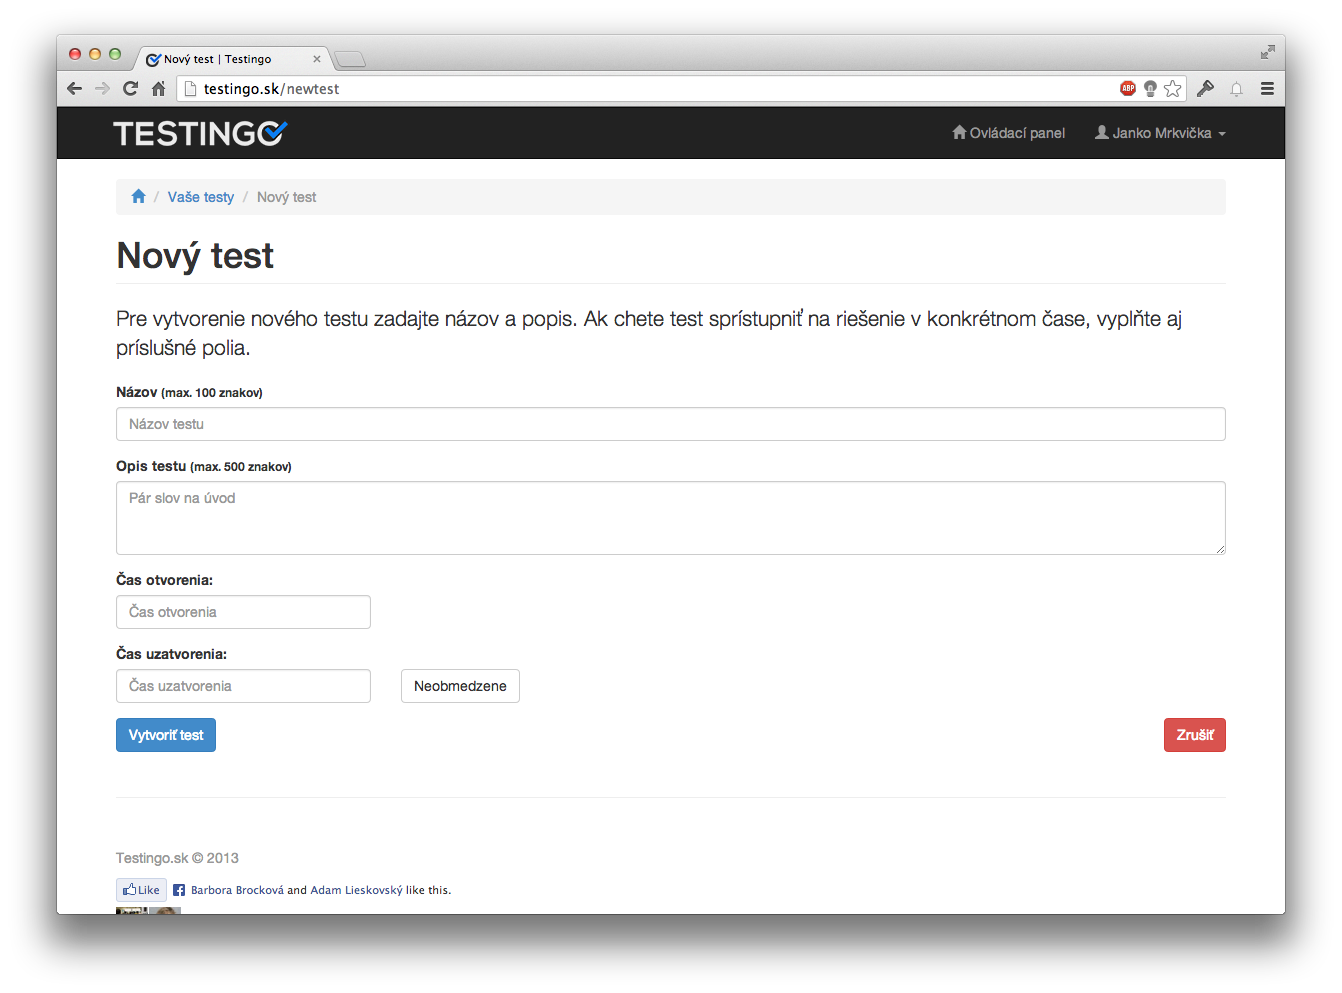 Nový test | Testingo
testingo.sk/newtest
ABP
TESTINGO
Ovládací panel
Janko Mrkvička
/ Vaše testy / Nový test
Nový test
Pre vytvorenie nového testu zadajte názov a popis. Ak chete test sprístupniť na riešenie v konkrétnom čase, vyplňte aj
príslušné polia.
Názov (max. 100 znakov)
Názov testu
Opis testu (max. 500 znakov)
Pár slov na úvod
Čas otvorenia:
Čas otvorenia
Čas uzatvorenia:
Čas uzatvorenia
Neobmedzene
Vytvoriť test
Zrušiť
Testingo.sk © 2013
Like
Barbora Brocková and Adam Lieskovský like this.